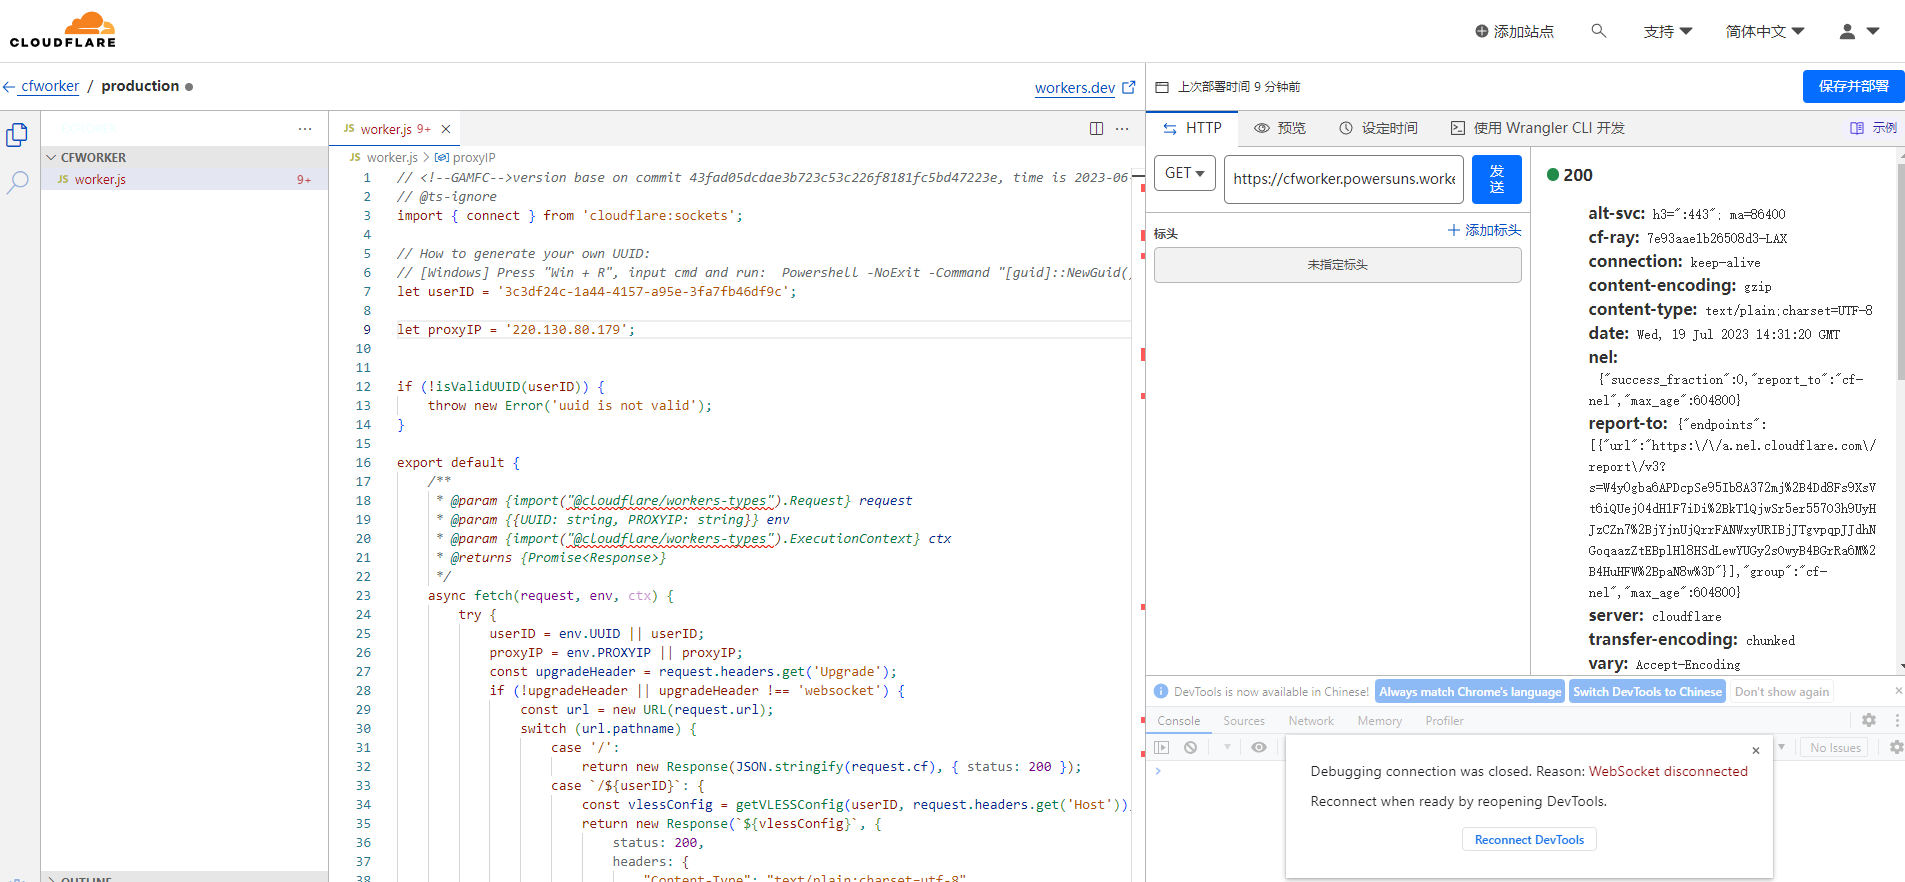 CLOUDFLARE
添加站点
支持
简体中文
cfworker / production
workers.dev
上次部署时间 9 分钟前
保存并部署
CFWORKER
JS worker.js 9+
JS worker.js 9+
JS worker.js > proxyIP
1 // <!--GAMFC-->version base on commit 43fad05dcdae3b723c53c226f8181fc5bd47223e, time is 2023-06
2 // @ts-ignore
3 import { connect } from 'cloudflare:sockets';
4
5 // How to generate your own UUID:
6 // [Windows] Press "Win + R", input cmd and run:  Powershell -NoExit -Command "[guid]::NewGuid(
7 let userID = '3c3df24c-1a44-4157-a95e-3fa7fb46df9c';
8
9 let proxyIP = '220.130.80.179';
10
11
12 if (!isValidUUID(userID)) {
13 throw new Error('uuid is not valid');
14 }
15
16 export default {
17 /**
18 * @param {import("@cloudflare/workers-types").Request} request
19 * @param {{UUID: string, PROXYIP: string}} env
20 * @param {import("@cloudflare/workers-types").ExecutionContext} ctx
21 * @returns {Promise<Response>}
22 */
23 async fetch(request, env, ctx) {
24 try {
25 userID = env.UUID || userID;
26 proxyIP = env.PROXYIP || proxyIP;
27 const upgradeHeader = request.headers.get('Upgrade');
28 if (!upgradeHeader || upgradeHeader !== 'websocket') {
29 const url = new URL(request.url);
30 switch (url.pathname) {
31 case '/':
32 return new Response(JSON.stringify(request.cf), { status: 200 });
33 case `/${userID}`: {
34 const vlessConfig = getVLESSConfig(userID, request.headers.get('Host'));
35 return new Response(`${vlessConfig}`, {
36 status: 200,
37 headers: {
38 "Content-Type": "text/plain;charset=utf-8"
OUTLINE
HTTP
预览
设定时间
使用 Wrangler CLI 开发
示例
GET
https://cfworker.powersuns.worke
发送
标头
添加标头
未指定标头
200
alt-svc: h3=":443"; ma=86400
cf-ray: 7e93aae1b26508d3-LAX
connection: keep-alive
content-encoding: gzip
content-type: text/plain;charset=UTF-8
date: Wed, 19 Jul 2023 14:31:20 GMT
nel:
{"success_fraction":0,"report_to":"cf-
nel","max_age":604800}
report-to: {"endpoints":
[{"url":"https:\/\/a.nel.cloudflare.com\/
report\/v3?
s=W4yOgba6APDcpSe95Ib8A372mj%2B4Dd8Fs9XsV
t6iQUej04dH1F7iDi%2BkT1QjwSr5er55703h9UyH
JzCZn7%2BjYjnUjQrrFANWxyURIBjJTgvpqpJJdhN
GoqaazZtEBplHl8HSdLewYUGy2sOwyB4BGrRa6M%2
B4HuHFW%2BpaN8w%3D"}],"group":"cf-
nel","max_age":604800}
server: cloudflare
transfer-encoding: chunked
vary: Accept-Encoding
DevTools is now available in Chinese!
Always match Chrome's language
Switch DevTools to Chinese
Don't show again
Console
Sources
Network
Memory
Profiler
No Issues
Debugging connection was closed. Reason: WebSocket disconnected
Reconnect when ready by reopening DevTools.
Reconnect DevTools